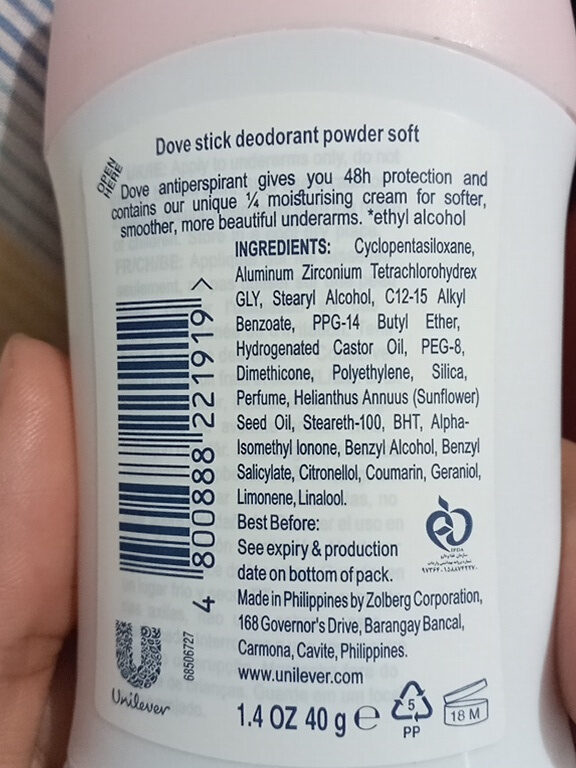 Dove stick deodorant powder soft
OPEN
HERE
Dove antiperspirant gives you 48h protection and
contains our unique ¼ moisturising cream for softer,
smoother, more beautiful underarms. *ethyl alcohol
INGREDIENTS: Cyclopentasiloxane,
Aluminum Zirconium Tetrachlorohydrex
GLY, Stearyl Alcohol, C12-15 Alkyl
Benzoate, PPG-14 Butyl Ether,
Hydrogenated Castor Oil, PEG-8,
Dimethicone, Polyethylene, Silica,
Perfume, Helianthus Annuus (Sunflower)
Seed Oil, Steareth-100, BHT, Alpha-
Isomethyl Ionone, Benzyl Alcohol, Benzyl
Salicylate, Citronellol, Coumarin, Geraniol,
Limonene, Linalool.
Best Before:
See expiry & production
date on bottom of pack.
Made in Philippines by Zolberg Corporation,
168 Governor's Drive, Barangay Bancal,
Carmona, Cavite, Philippines.
www.unilever.com
1.4 OZ 40 g ℮
5
PP
18 M
4 800888 221919 >
68506727
Unilever
IFDA
سازمان غذا و دارو